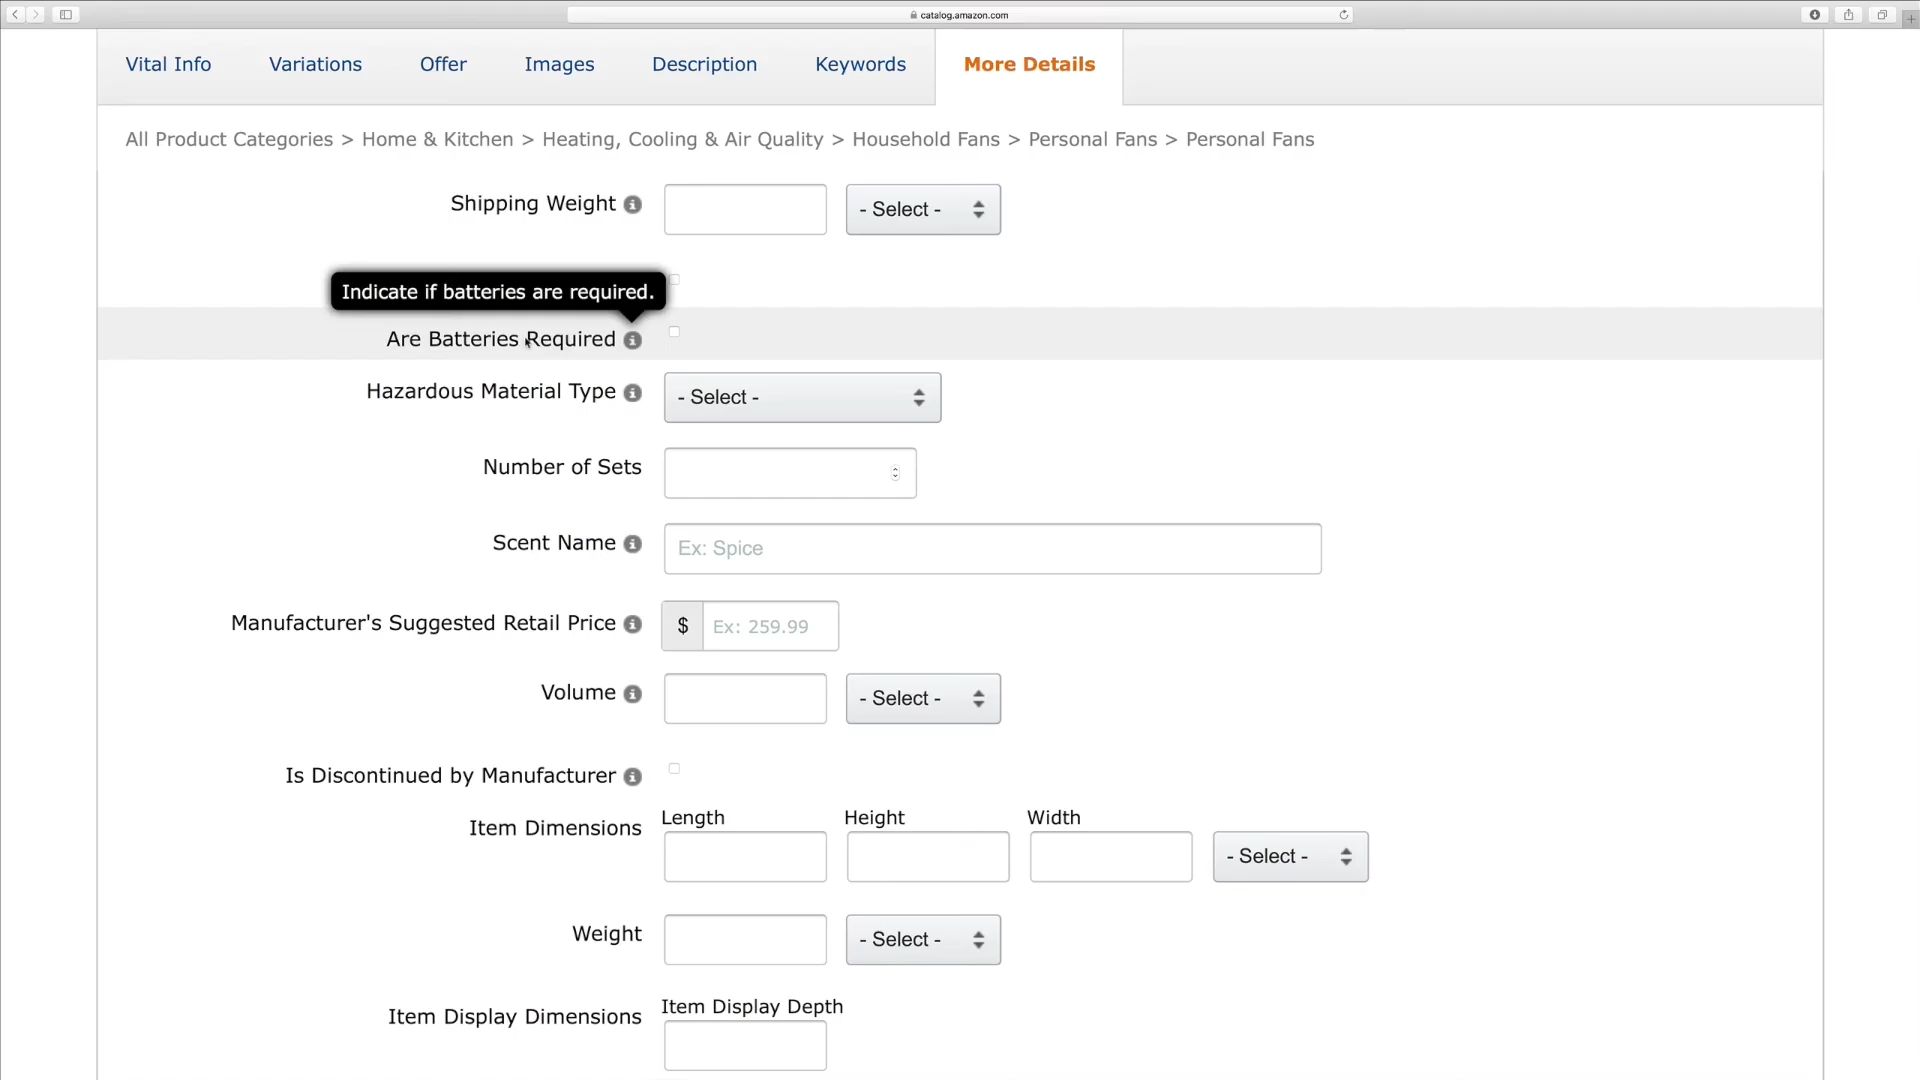 catalog.amazon.com
Vital Info Variations Offer Images Description Keywords More Details
All Product Categories > Home & Kitchen > Heating, Cooling & Air Quality > Household Fans > Personal Fans > Personal Fans
Shipping Weight - Select -
Indicate if batteries are required.
Are Batteries Required
Hazardous Material Type - Select -
Number of Sets
Scent Name Ex: Spice
Manufacturer's Suggested Retail Price $ Ex: 259.99
Volume - Select -
Is Discontinued by Manufacturer
Length Height Width
Item Dimensions - Select -
Weight - Select -
Item Display Depth
Item Display Dimensions